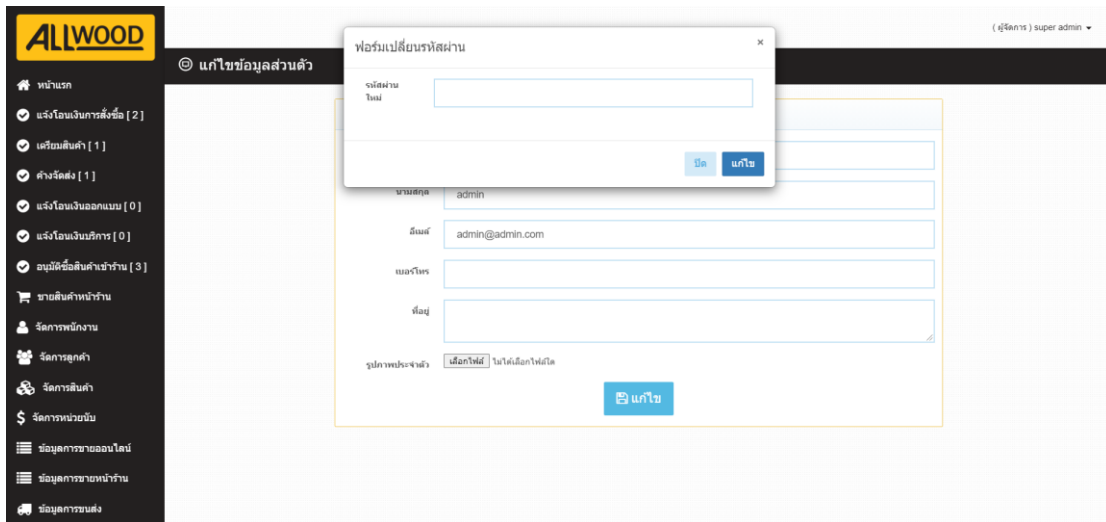 ALLWOOD
( ผู้จัดการ ) super admin
แก้ไขข้อมูลส่วนตัว
หน้าแรก
แจ้งโอนเงินการสั่งซื้อ [ 2 ]
เตรียมสินค้า [ 1 ]
ค้างจัดส่ง [ 1 ]
แจ้งโอนเงินออกแบบ [ 0 ]
แจ้งโอนเงินบริการ [ 0 ]
อนุมัติซื้อสินค้าเข้าร้าน [ 3 ]
ขายสินค้าหน้าร้าน
จัดการพนักงาน
จัดการลูกค้า
จัดการสินค้า
จัดการหน่วยนับ
ข้อมูลการขายออนไลน์
ข้อมูลการขายหน้าร้าน
ข้อมูลการขนส่ง
ฟอร์มเปลี่ยนรหัสผ่าน
×
รหัสผ่าน
ใหม่
ปิด
แก้ไข
นามสกุล
admin
อีเมล์
admin@admin.com
เบอร์โทร
ที่อยู่
รูปภาพประจำตัว
เลือกไฟล์ ไม่ได้เลือกไฟล์ใด
แก้ไข